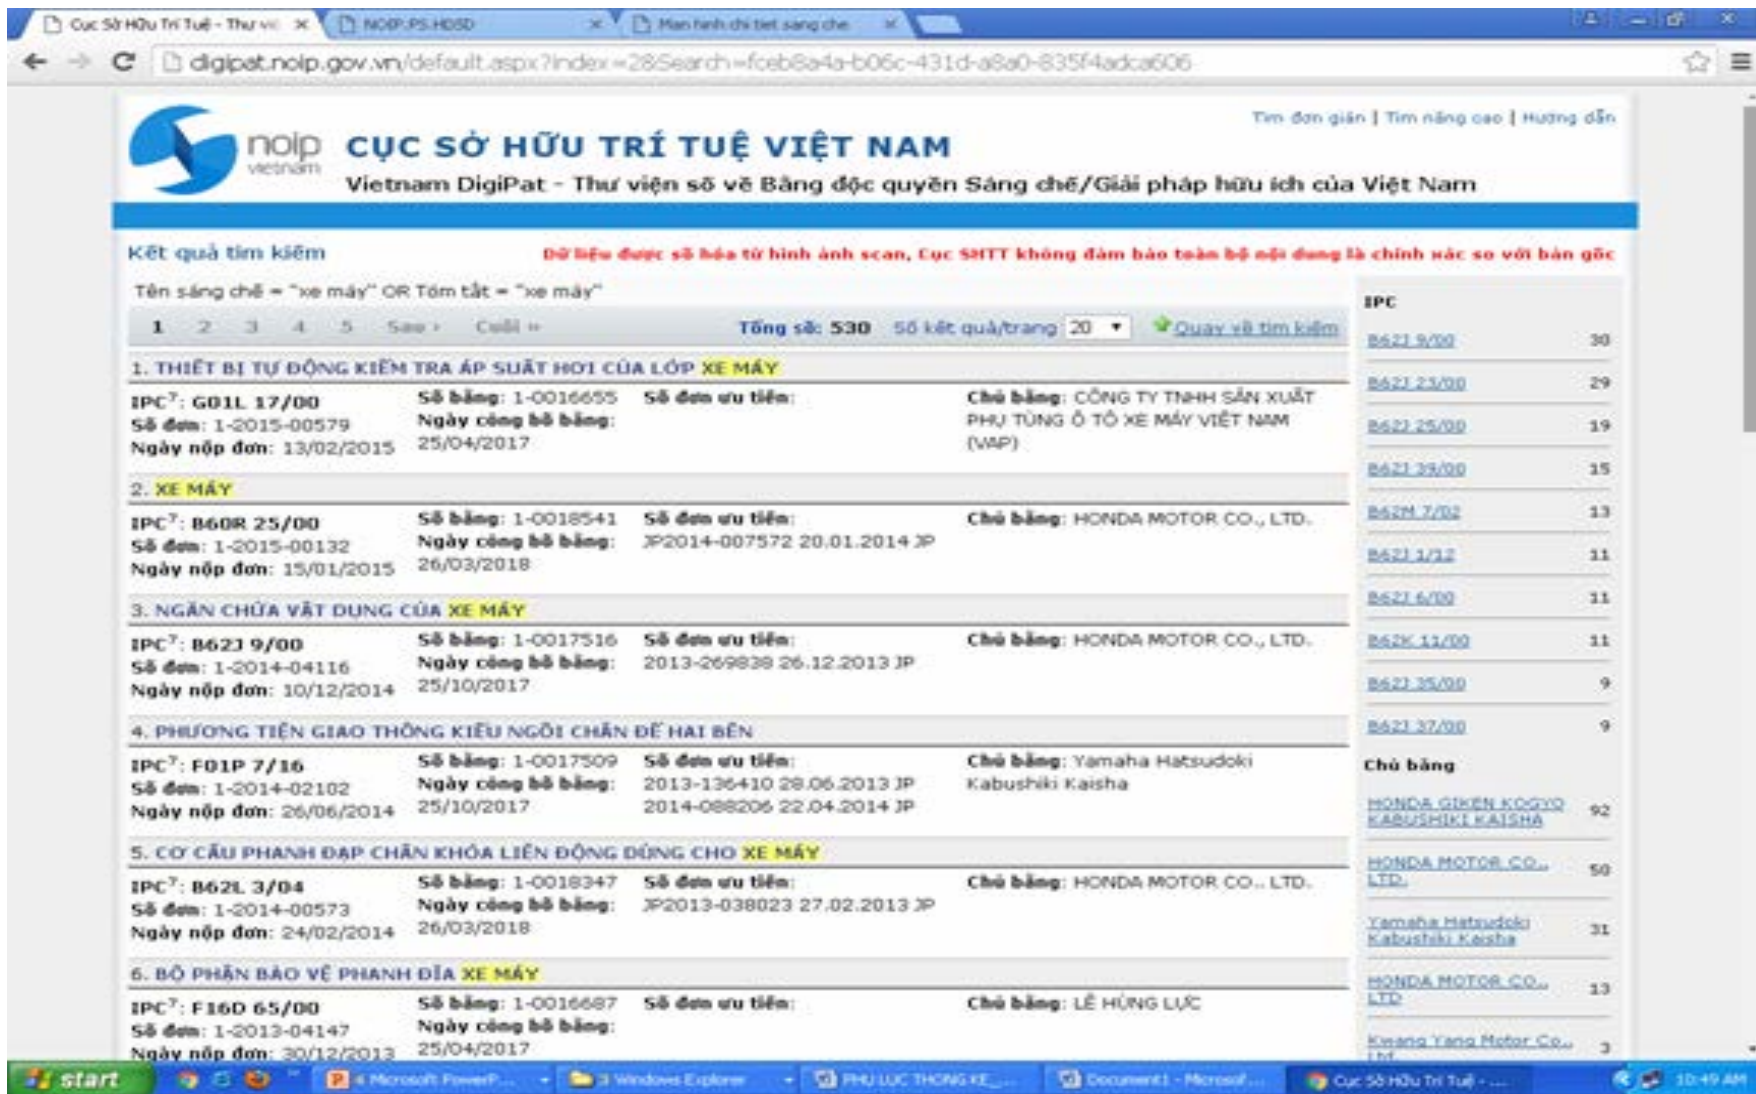 Cục Sở Hữu Trí Tuệ - Thư việ
NOIP.PS.HDSD
Man hinh chi tiet sang che
digipat.noip.gov.vn/default.aspx?index=2&Search=fceb8a4a-b06c-431d-a8a0-835f4adca606
Tìm đơn giản | Tìm nâng cao | Hướng dẫn
noip
vietnam
CỤC SỞ HỮU TRÍ TUỆ VIỆT NAM
Vietnam DigiPat - Thư viện số về Bằng độc quyền Sáng chế/Giải pháp hữu ích của Việt Nam
Kết quả tìm kiếm
Dữ liệu được số hóa từ hình ảnh scan, Cục SHTT không đảm bảo toàn bộ nội dung là chính xác so với bản gốc
Tên sáng chế = "xe máy" OR Tóm tắt = "xe máy"
1 2 3 4 5 Sau › Cuối »
Tổng số: 530 Số kết quả/trang 20 Quay về tìm kiếm
1. THIẾT BỊ TỰ ĐỘNG KIỂM TRA ÁP SUẤT HƠI CỦA LỐP XE MÁY
IPC7: G01L 17/00
Số đơn: 1-2015-00579
Ngày nộp đơn: 13/02/2015
Số bằng: 1-0016655
Ngày công bố bằng:
25/04/2017
Số đơn ưu tiên:
Chủ bằng: CÔNG TY TNHH SẢN XUẤT
PHỤ TÙNG Ô TÔ XE MÁY VIỆT NAM
(VAP)
2. XE MÁY
IPC7: B60R 25/00
Số đơn: 1-2015-00132
Ngày nộp đơn: 15/01/2015
Số bằng: 1-0018541
Ngày công bố bằng:
26/03/2018
Số đơn ưu tiên:
JP2014-007572 20.01.2014 JP
Chủ bằng: HONDA MOTOR CO., LTD.
3. NGĂN CHỨA VẬT DỤNG CỦA XE MÁY
IPC7: B62J 9/00
Số đơn: 1-2014-04116
Ngày nộp đơn: 10/12/2014
Số bằng: 1-0017516
Ngày công bố bằng:
25/10/2017
Số đơn ưu tiên:
2013-269838 26.12.2013 JP
Chủ bằng: HONDA MOTOR CO., LTD.
4. PHƯƠNG TIỆN GIAO THÔNG KIỂU NGỒI CHÂN ĐỂ HAI BÊN
IPC7: F01P 7/16
Số đơn: 1-2014-02102
Ngày nộp đơn: 26/06/2014
Số bằng: 1-0017509
Ngày công bố bằng:
25/10/2017
Số đơn ưu tiên:
2013-136410 28.06.2013 JP
2014-088206 22.04.2014 JP
Chủ bằng: Yamaha Hatsudoki
Kabushiki Kaisha
5. CƠ CẤU PHANH ĐẠP CHÂN KHÓA LIÊN ĐỘNG DÙNG CHO XE MÁY
IPC7: B62L 3/04
Số đơn: 1-2014-00573
Ngày nộp đơn: 24/02/2014
Số bằng: 1-0018347
Ngày công bố bằng:
26/03/2018
Số đơn ưu tiên:
JP2013-038023 27.02.2013 JP
Chủ bằng: HONDA MOTOR CO., LTD.
6. BỘ PHẬN BẢO VỆ PHANH ĐĨA XE MÁY
IPC7: F16D 65/00
Số đơn: 1-2013-04147
Ngày nộp đơn: 30/12/2013
Số bằng: 1-0016687
Ngày công bố bằng:
25/04/2017
Số đơn ưu tiên:
Chủ bằng: LÊ HÙNG LỰC
IPC
B62J 9/00 30
B62J 23/00 29
B62J 25/00 19
B62J 39/00 15
B62M 7/02 13
B62J 1/12 11
B62J 6/00 11
B62K 11/00 11
B62J 35/00 9
B62J 37/00 9
Chủ bằng
HONDA GIKEN KOGYO
KABUSHIKI KAISHA 92
HONDA MOTOR CO.,
LTD. 50
Yamaha Hatsudoki
Kabushiki Kaisha 31
HONDA MOTOR CO.,
LTD 13
Kwang Yang Motor Co.,
Ltd. 3
start
4 Microsoft PowerP...
3 Windows Explorer
PHU LUC THONG KE_...
Document1 - Microsof...
Cục Sở Hữu Trí Tuệ - ...
10:49 AM